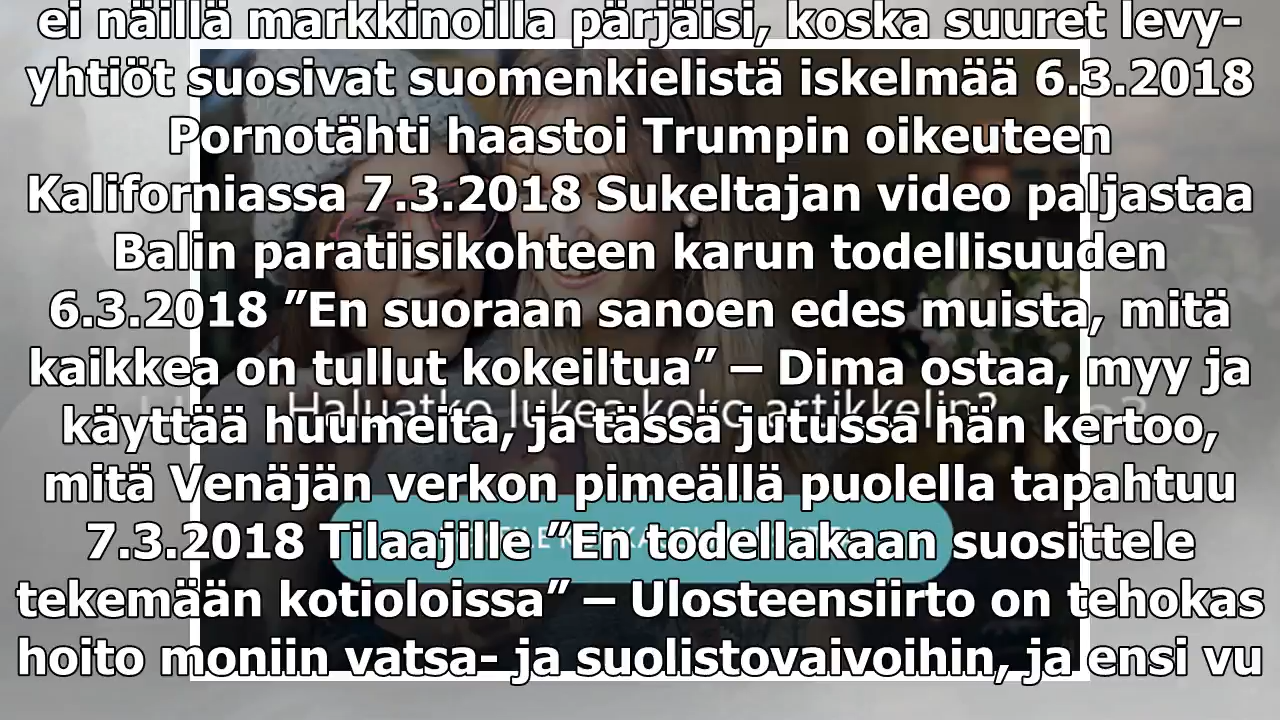 ei näillä markkinoilla pärjäisi, koska suuret levy-
yhtiöt suosivat suomenkielistä iskelmää 6.3.2018
Pornotähti haastoi Trumpin oikeuteen
Kaliforniassa 7.3.2018 Sukeltajan video paljastaa
Balin paratiisikohteen karun todellisuuden
6.3.2018 ”En suoraan sanoen edes muista, mitä
kaikkea on tullut kokeiltua” – Dima ostaa, myy ja
Haluatko lukea koko artikkelin?
käyttää huumeita, ja tässä jutussa hän kertoo,
mitä Venäjän verkon pimeällä puolella tapahtuu
7.3.2018 Tilaajille ”En todellakaan suosittele
tekemään kotioloissa” – Ulosteensiirto on tehokas
hoito moniin vatsa- ja suolistovaivoihin, ja ensi vu